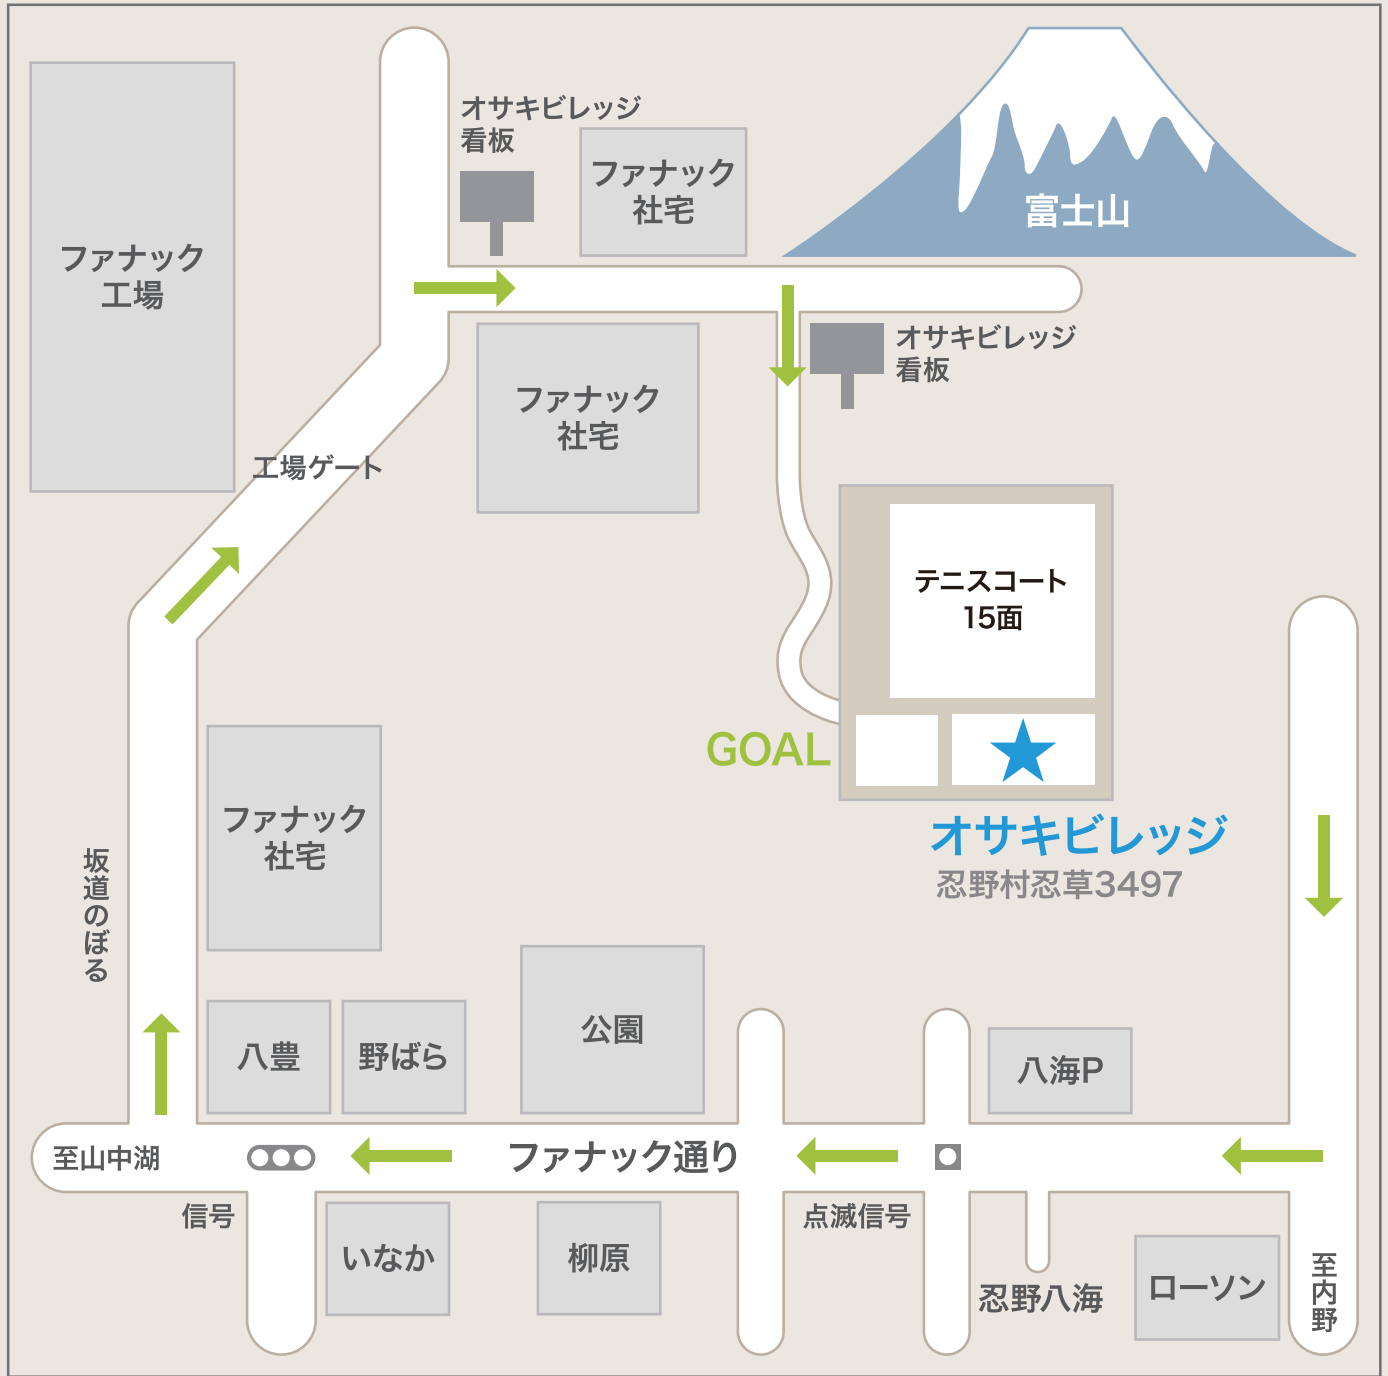 オサキビレッジ
看板
ファナック
社宅
富士山
ファナック
工場
オサキビレッジ
看板
ファナック
社宅
工場ゲート
テニスコート
15面
GOAL
オサキビレッジ
忍野村忍草3497
ファナック
社宅
坂道のぼる
八豊
野ばら
公園
八海P
至山中湖
ファナック通り
信号
点滅信号
いなか
柳原
忍野八海
ローソン
至内野